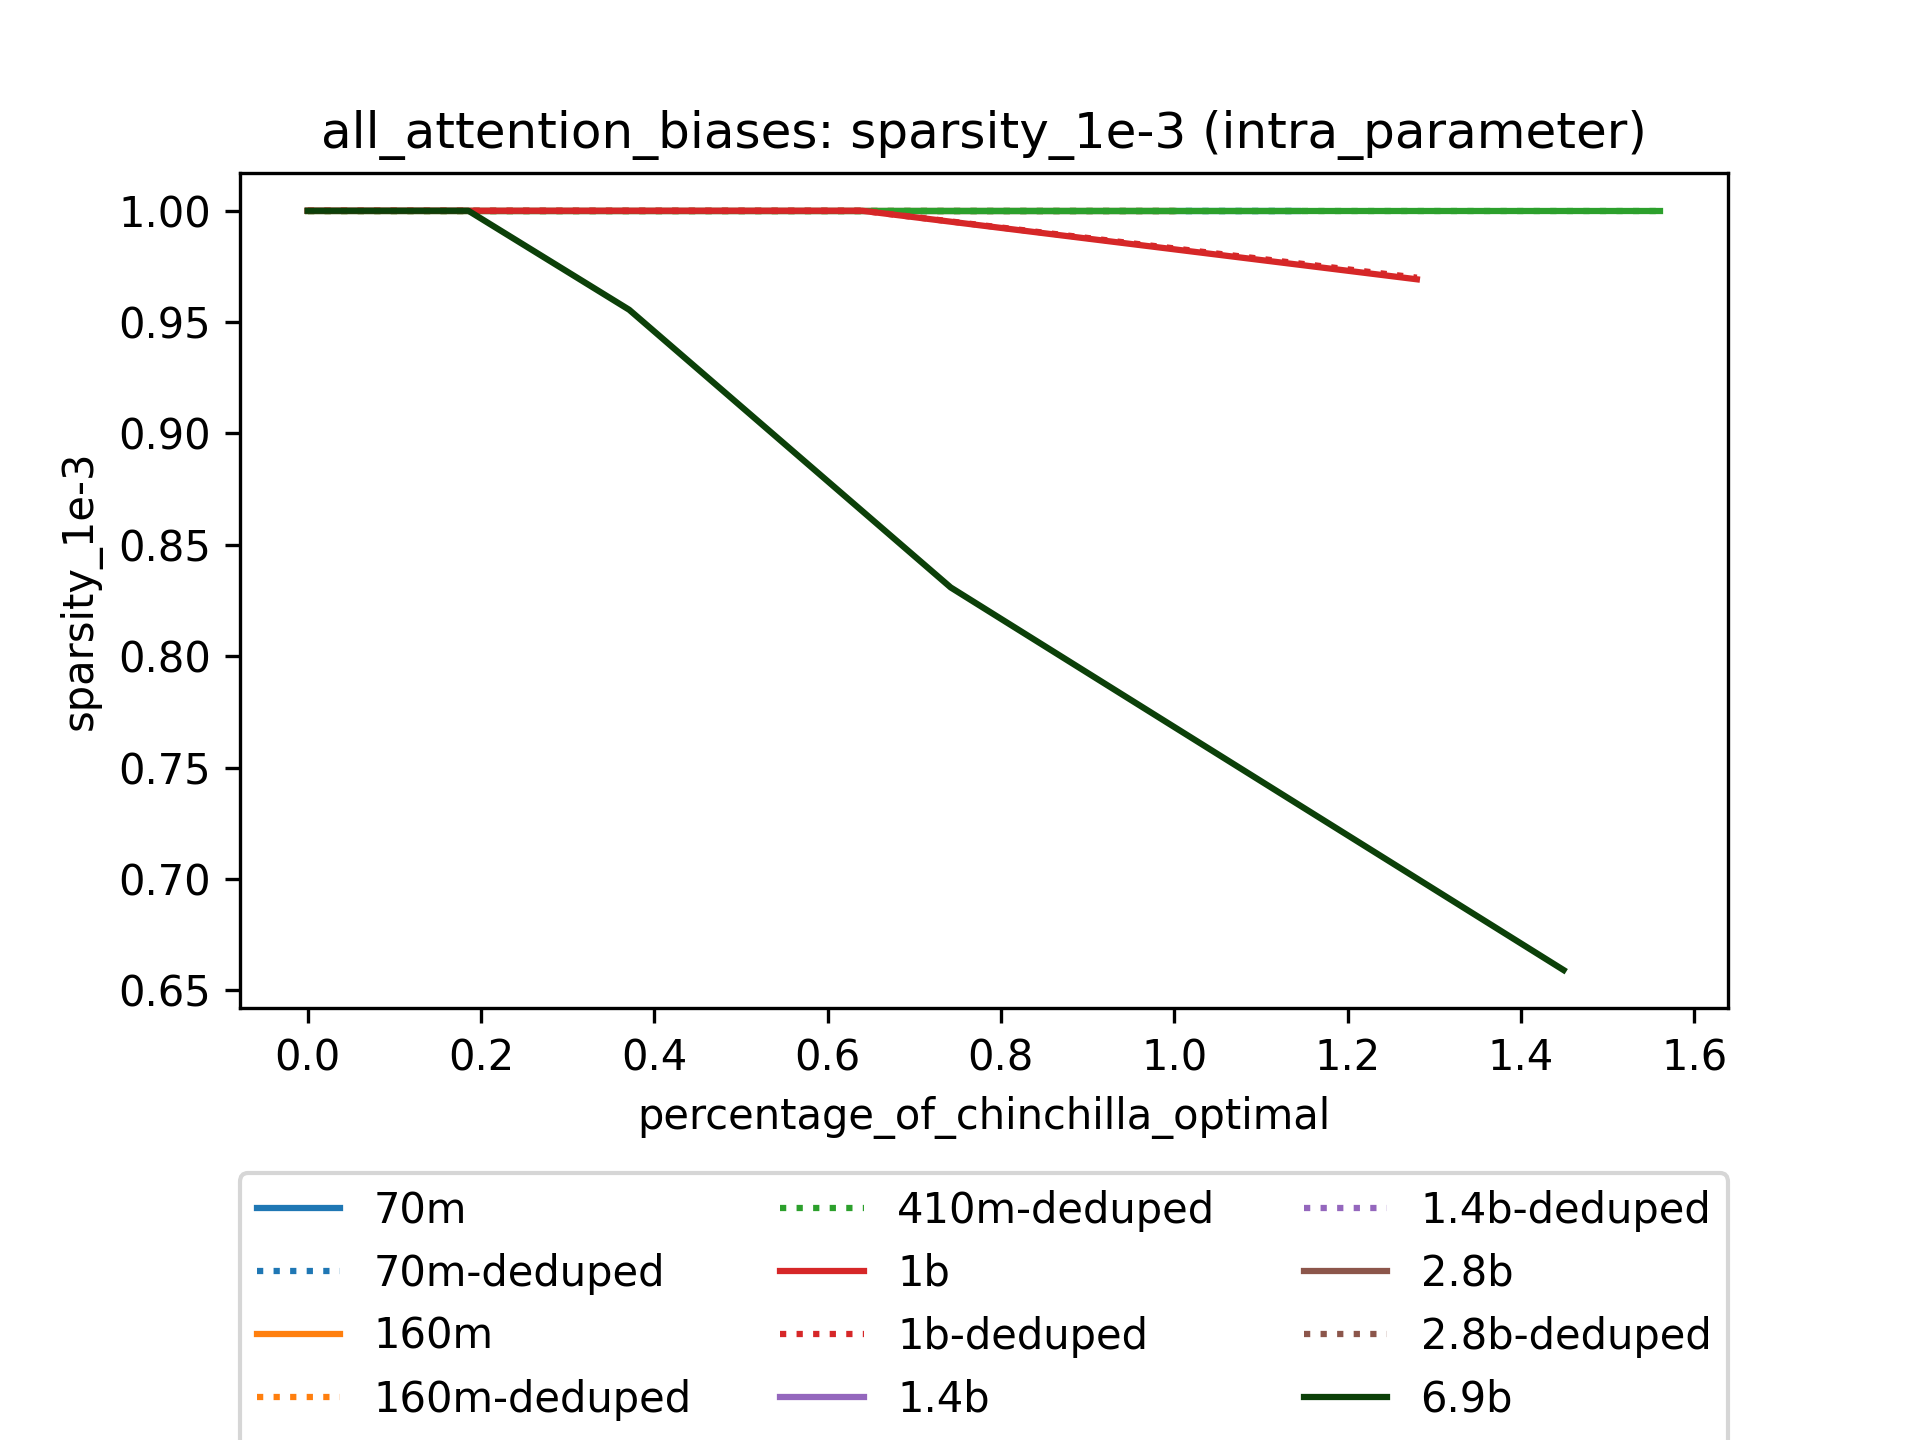 all_attention_biases: sparsity_1e-3 (intra_parameter)
1.00
0.95
0.90
0.85
0.80
0.75
0.70
0.65
sparsity_1e-3
0.0 0.2 0.4 0.6 0.8 1.0 1.2 1.4 1.6
percentage_of_chinchilla_optimal
70m
70m-deduped
160m
160m-deduped
410m-deduped
1b
1b-deduped
1.4b
1.4b-deduped
2.8b
2.8b-deduped
6.9b